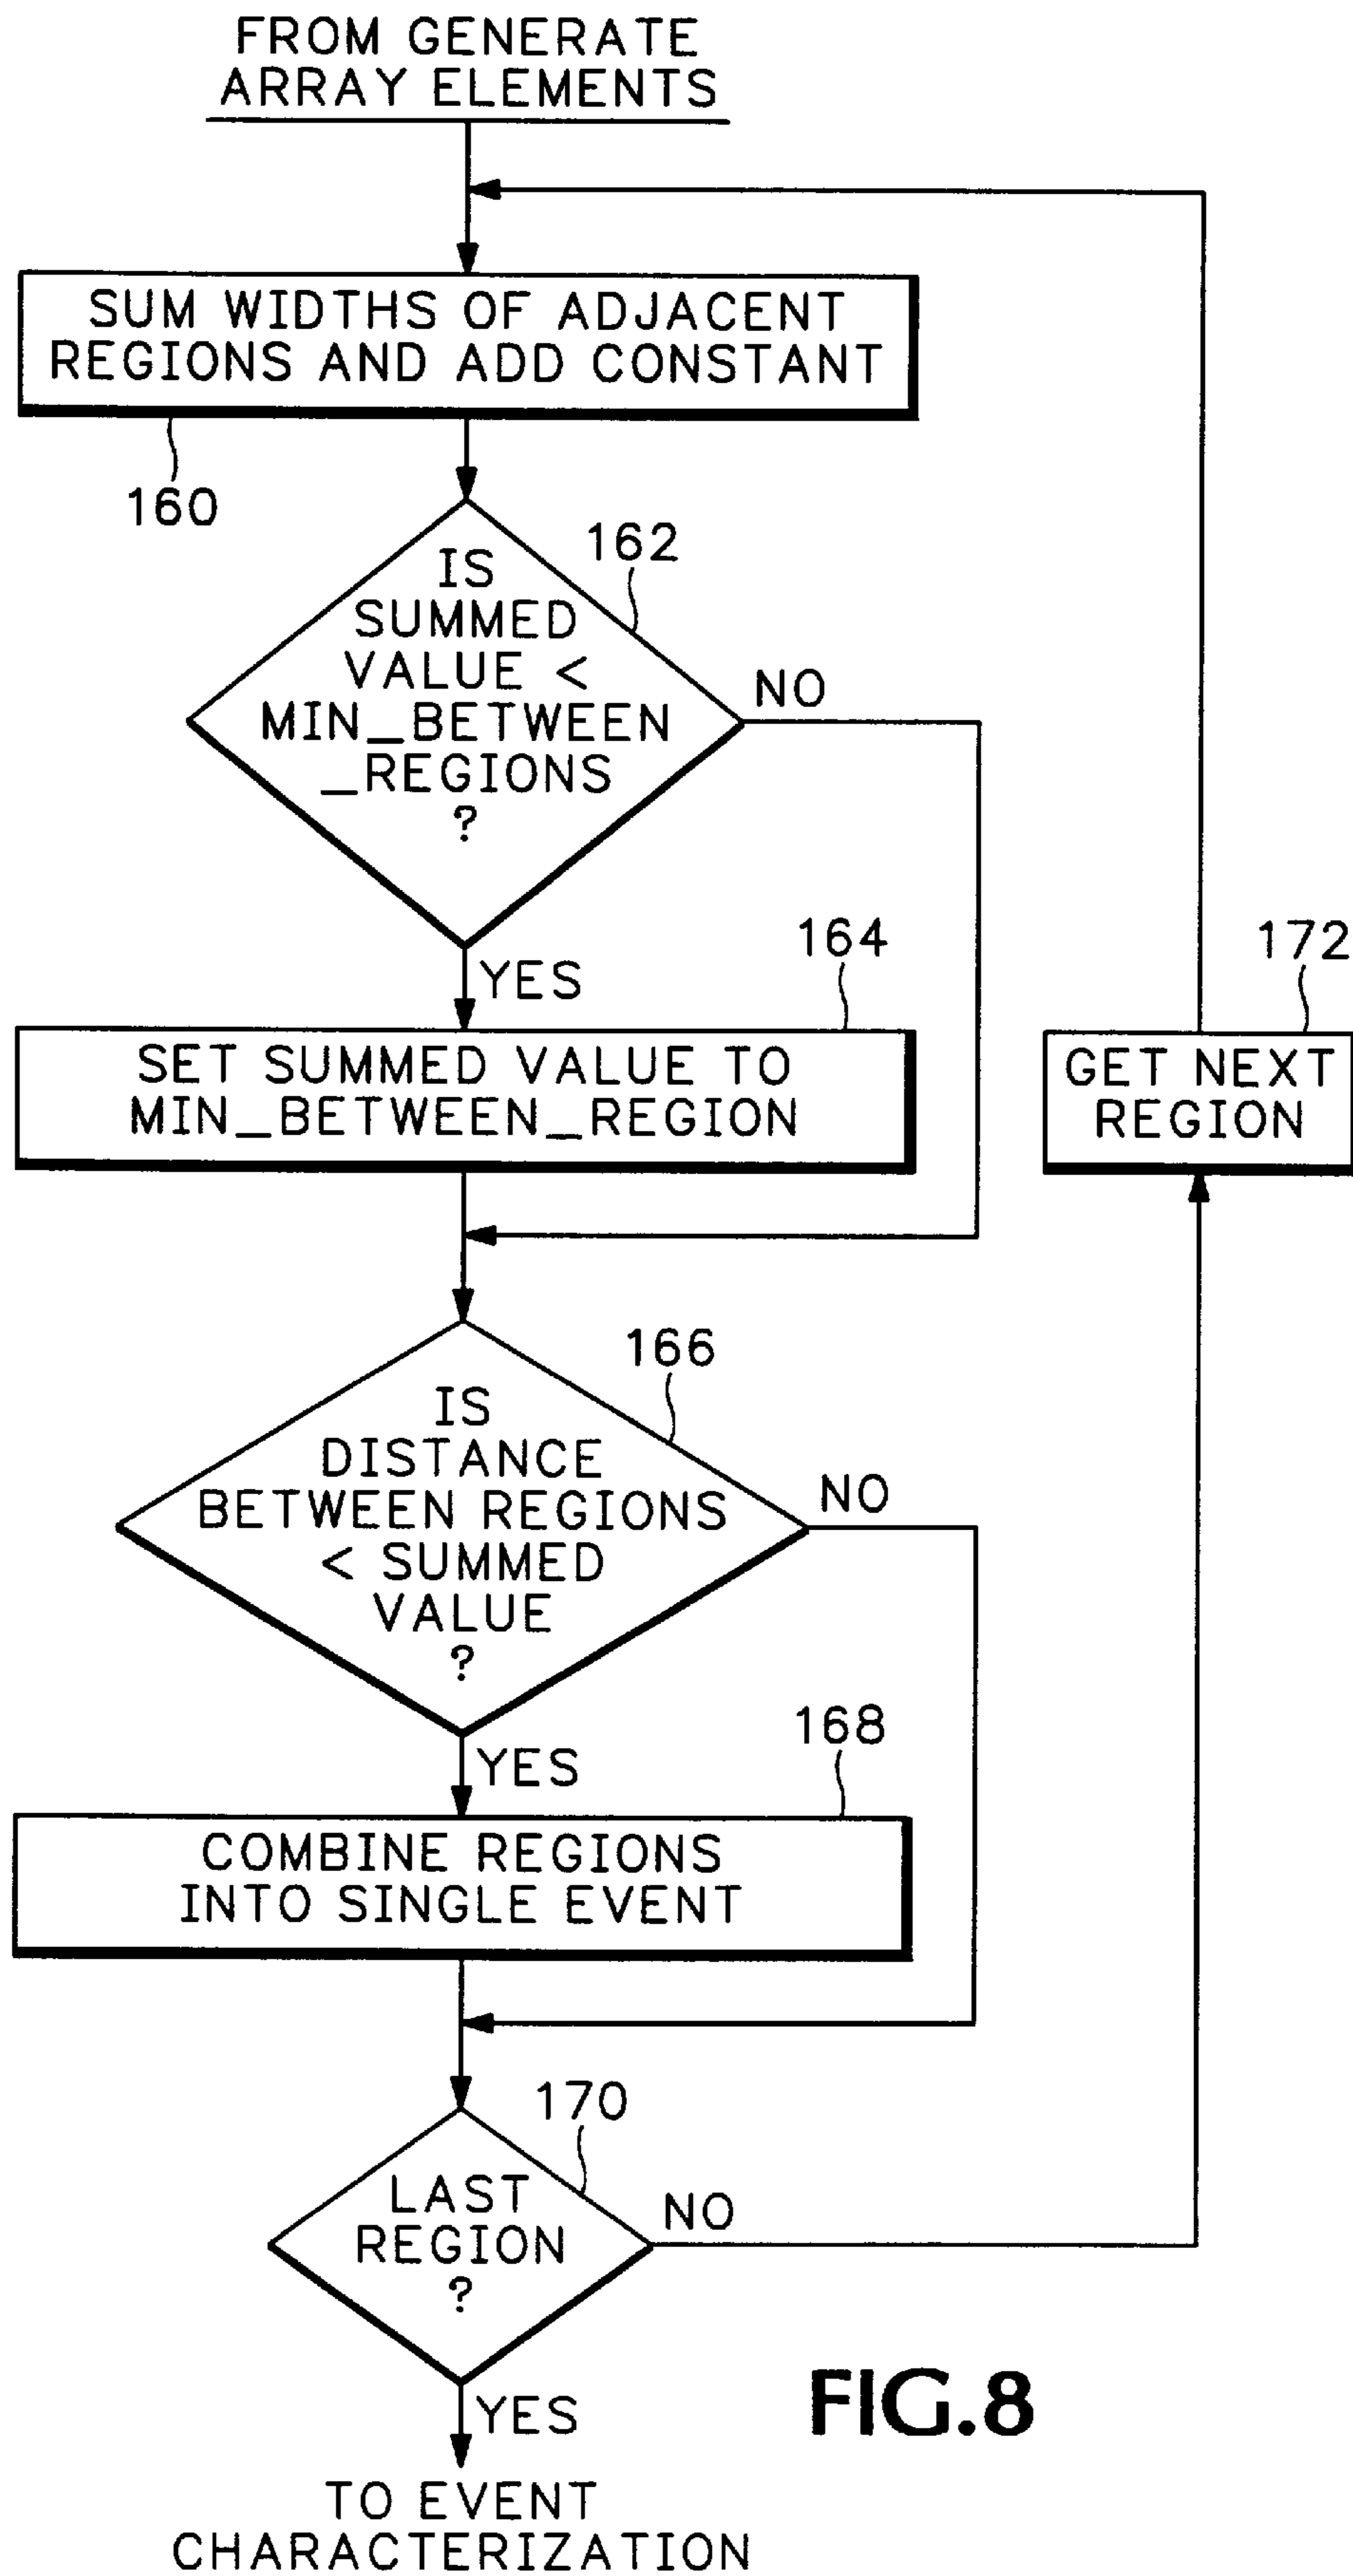 FROM GENERATE
ARRAY ELEMENTS
SUM WIDTHS OF ADJACENT
REGIONS AND ADD CONSTANT
160
162
IS
SUMMED
VALUE <
MIN_BETWEEN
_REGIONS
?
NO
YES
164
SET SUMMED VALUE TO
MIN_BETWEEN_REGION
172
GET NEXT
REGION
166
IS
DISTANCE
BETWEEN REGIONS
< SUMMED
VALUE
?
NO
YES
168
COMBINE REGIONS
INTO SINGLE EVENT
170
LAST
REGION
?
NO
YES
FIG.8
TO EVENT
CHARACTERIZATION